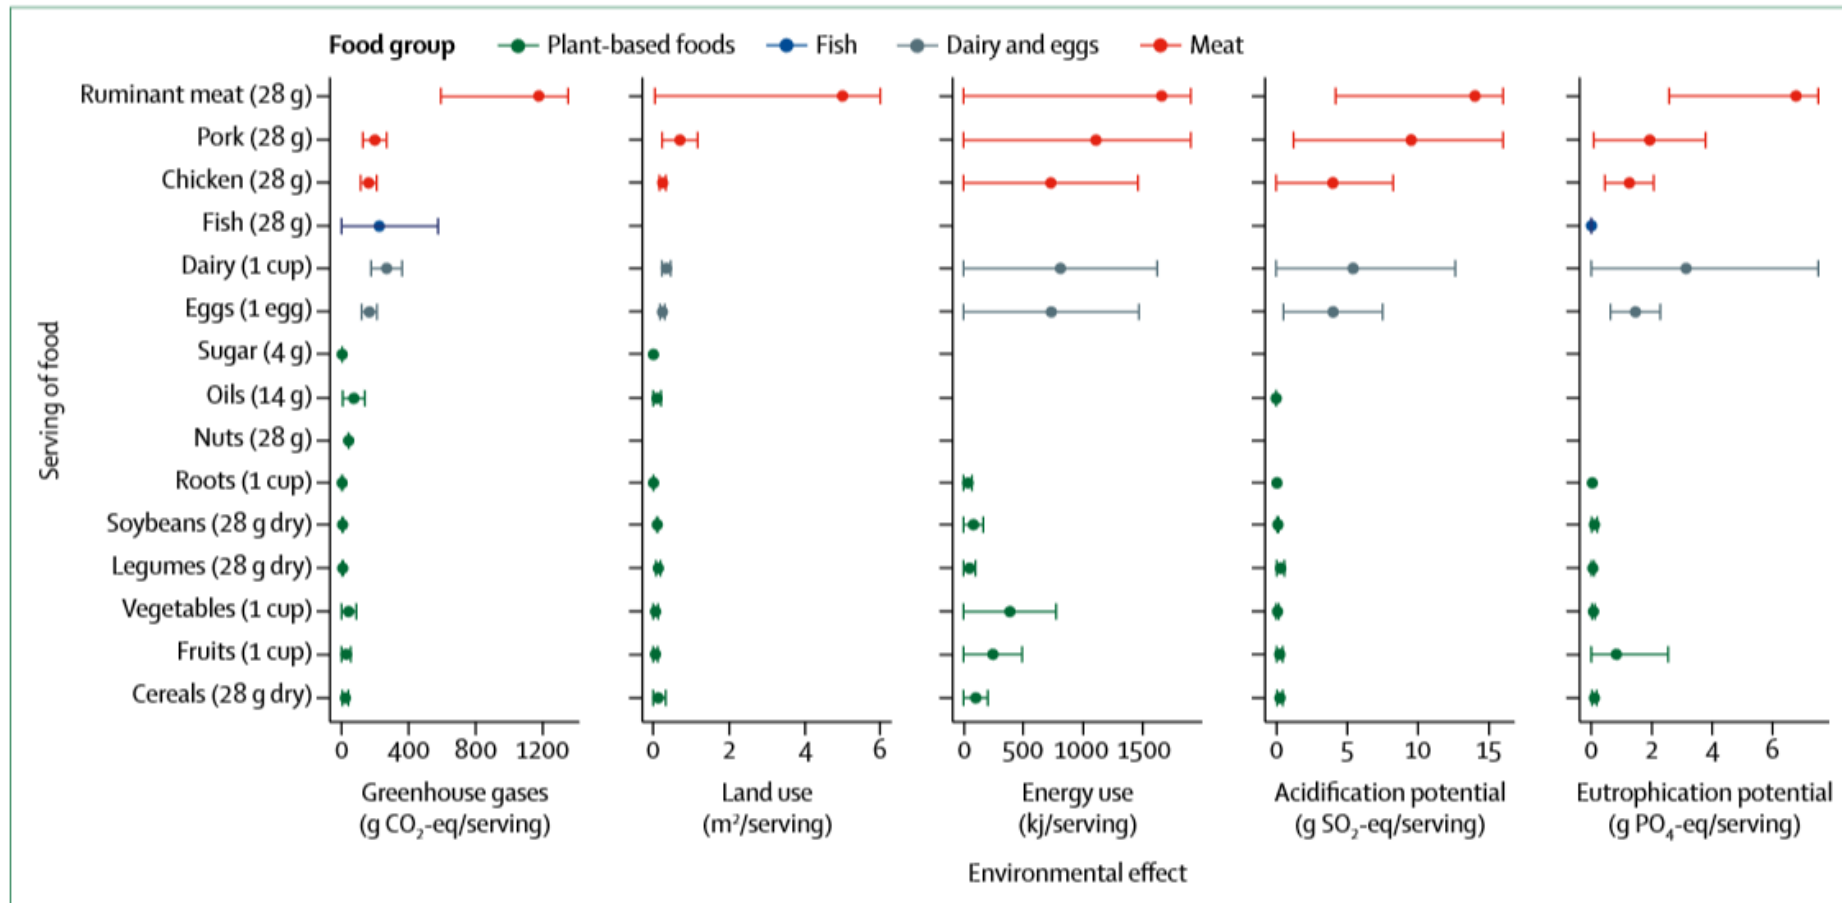 Food group Plant-based foods Fish Dairy and eggs Meat
Ruminant meat (28 g)
Pork (28 g)
Chicken (28 g)
Fish (28 g)
Dairy (1 cup)
Eggs (1 egg)
Sugar (4 g)
Oils (14 g)
Nuts (28 g)
Roots (1 cup)
Soybeans (28 g dry)
Legumes (28 g dry)
Vegetables (1 cup)
Fruits (1 cup)
Cereals (28 g dry)
Serving of food
0 400 800 1200
Greenhouse gases
(g CO₂-eq/serving)
0 2 4 6
Land use
(m²/serving)
0 500 1000 1500
Energy use
(kj/serving)
0 5 10 15
Acidification potential
(g SO₂-eq/serving)
0 2 4 6
Eutrophication potential
(g PO₄-eq/serving)
Environmental effect